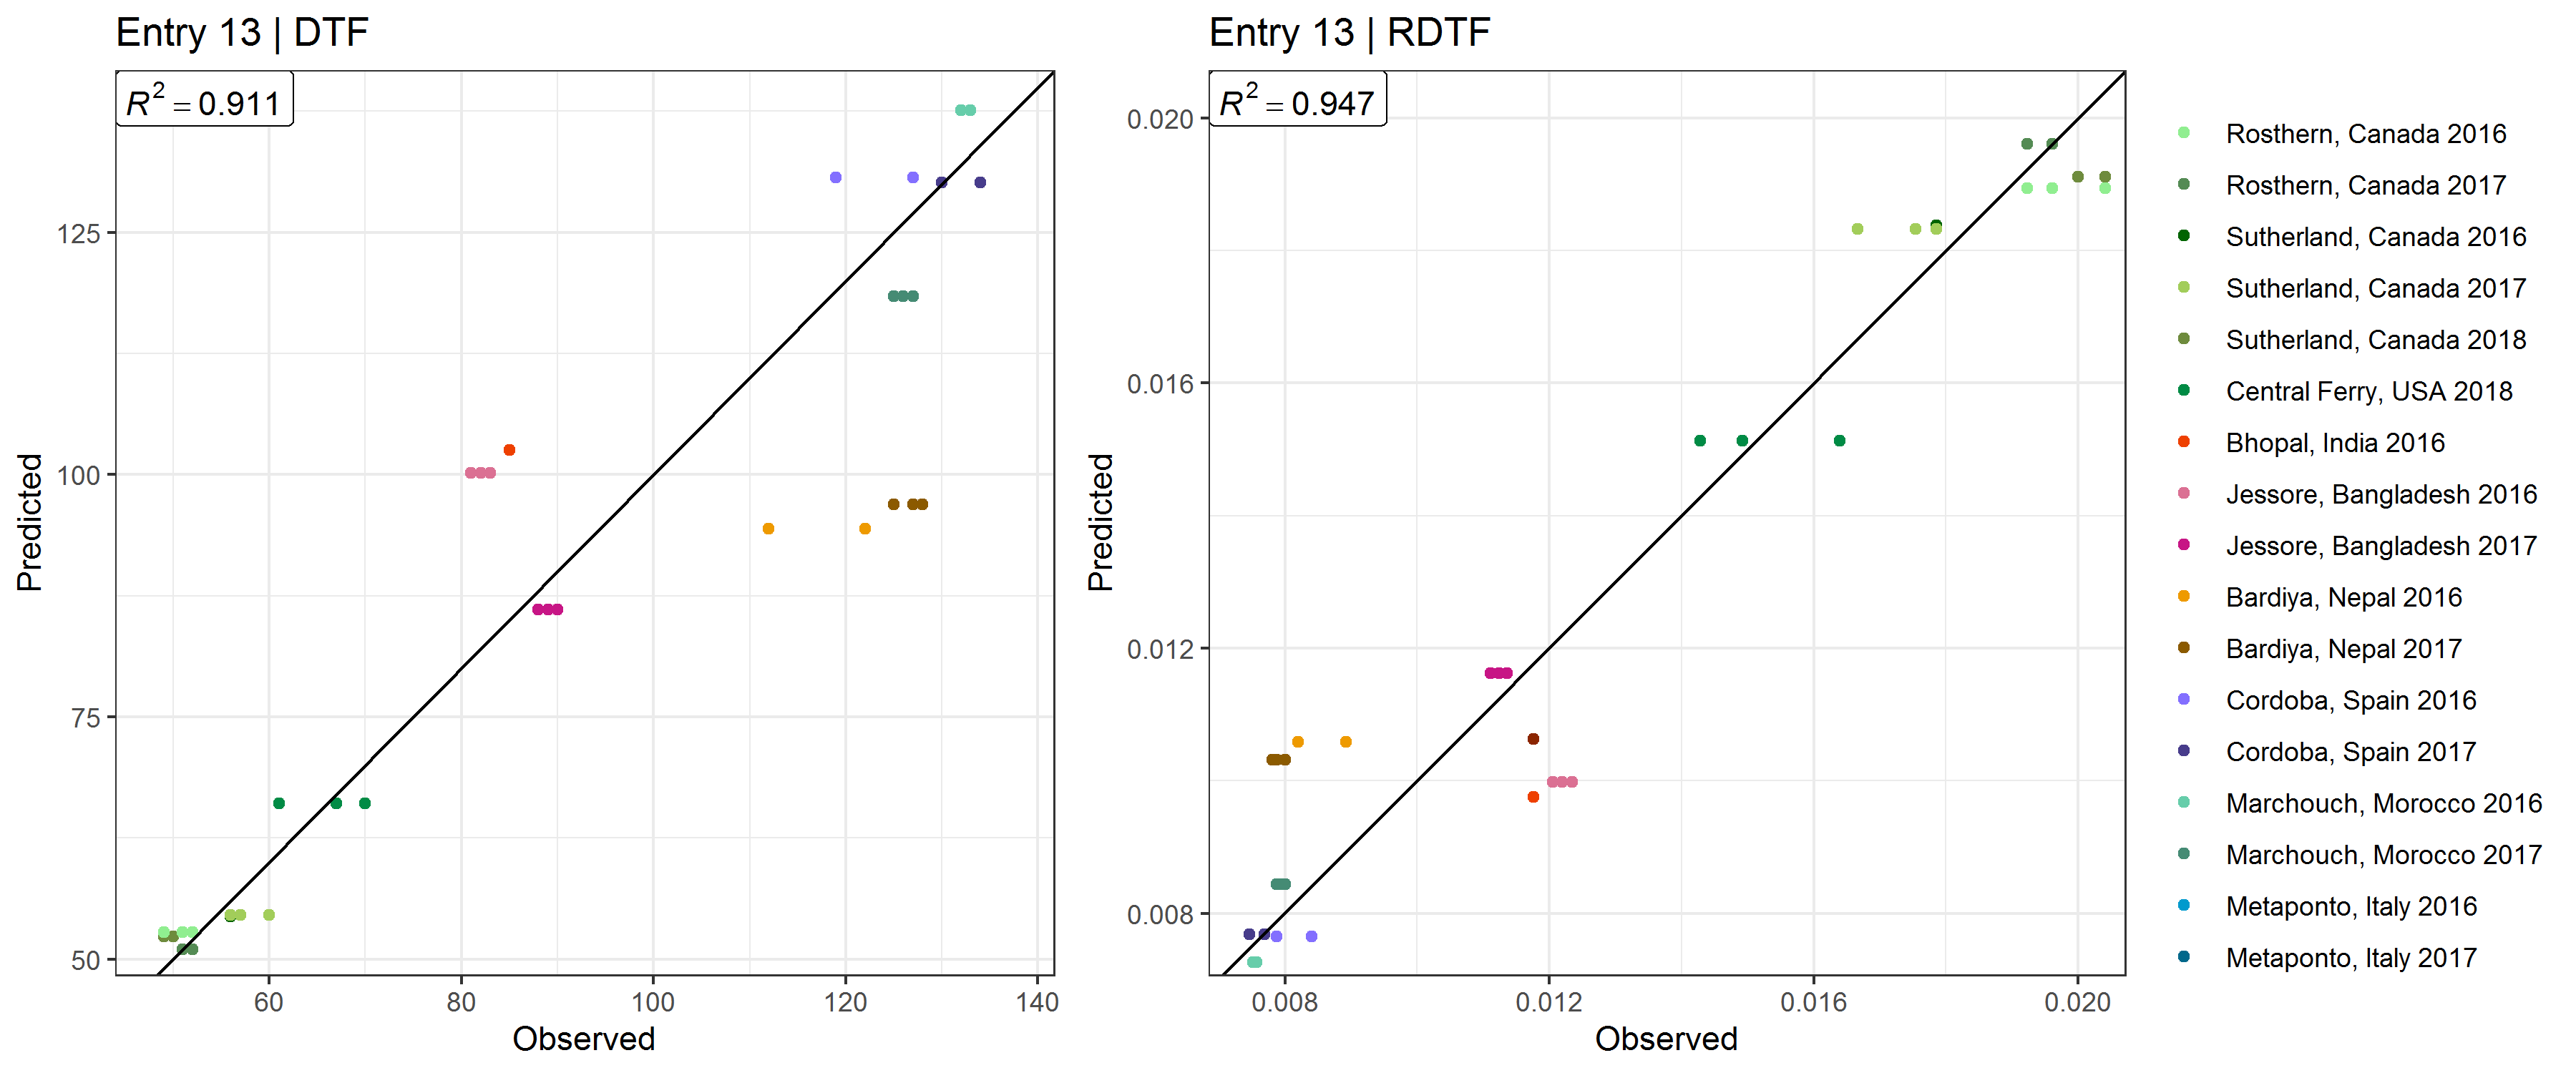 Entry 13 | DTF
R² = 0.911
125
100
75
50
Predicted
60 80 100 120 140
Observed
Entry 13 | RDTF
R² = 0.947
0.020
0.016
0.012
0.008
Predicted
0.008 0.012 0.016 0.020
Observed
Rosthern, Canada 2016
Rosthern, Canada 2017
Sutherland, Canada 2016
Sutherland, Canada 2017
Sutherland, Canada 2018
Central Ferry, USA 2018
Bhopal, India 2016
Jessore, Bangladesh 2016
Jessore, Bangladesh 2017
Bardiya, Nepal 2016
Bardiya, Nepal 2017
Cordoba, Spain 2016
Cordoba, Spain 2017
Marchouch, Morocco 2016
Marchouch, Morocco 2017
Metaponto, Italy 2016
Metaponto, Italy 2017